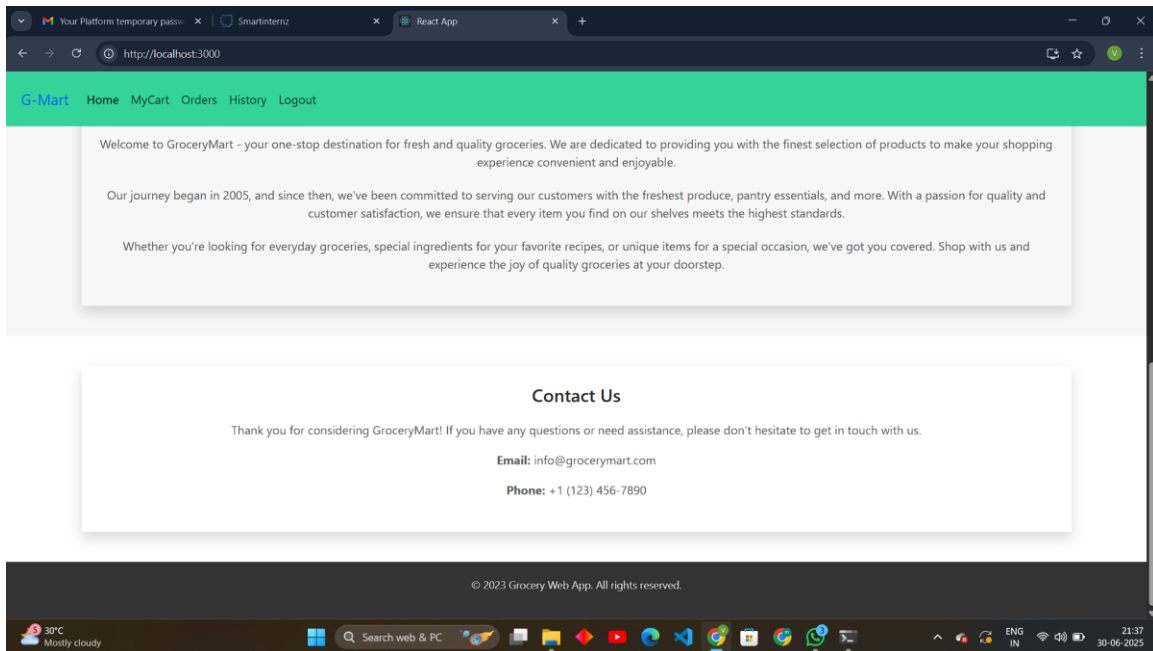 Your Platform temporary passw
Smartinternz
React App
http://localhost:3000
V
G-Mart Home MyCart Orders History Logout
Welcome to GroceryMart - your one-stop destination for fresh and quality groceries. We are dedicated to providing you with the finest selection of products to make your shopping
experience convenient and enjoyable.
Our journey began in 2005, and since then, we've been committed to serving our customers with the freshest produce, pantry essentials, and more. With a passion for quality and
customer satisfaction, we ensure that every item you find on our shelves meets the highest standards.
Whether you're looking for everyday groceries, special ingredients for your favorite recipes, or unique items for a special occasion, we've got you covered. Shop with us and
experience the joy of quality groceries at your doorstep.
Contact Us
Thank you for considering GroceryMart! If you have any questions or need assistance, please don't hesitate to get in touch with us.
Email: info@grocerymart.com
Phone: +1 (123) 456-7890
© 2023 Grocery Web App. All rights reserved.
5
30°C
Mostly cloudy
Search web & PC
3
ENG
IN
21:37
30-06-2025